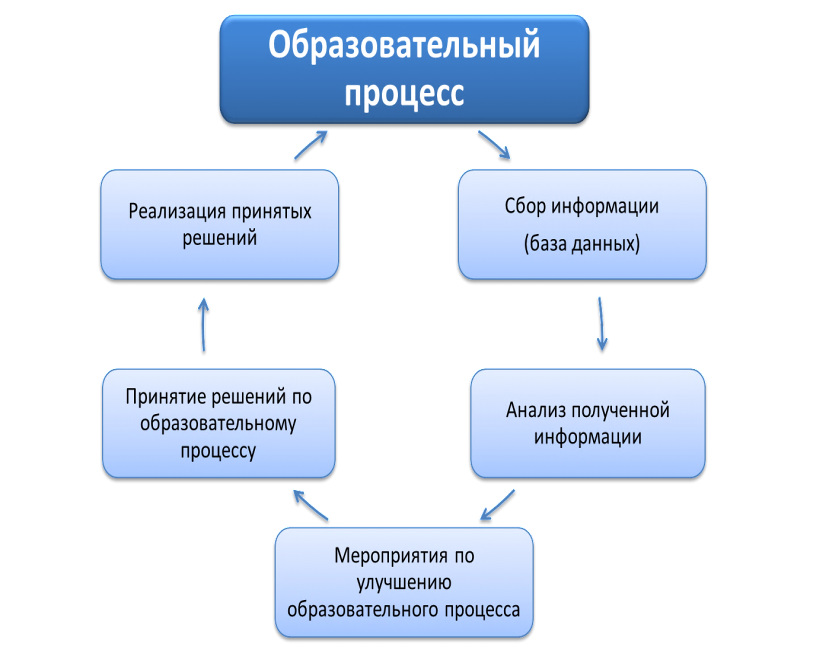 Образовательный
процесс
Сбор информации
(база данных)
Анализ полученной
информации
Мероприятия по
улучшению
образовательного процесса
Принятие решений по
образовательному
процессу
Реализация принятых
решений